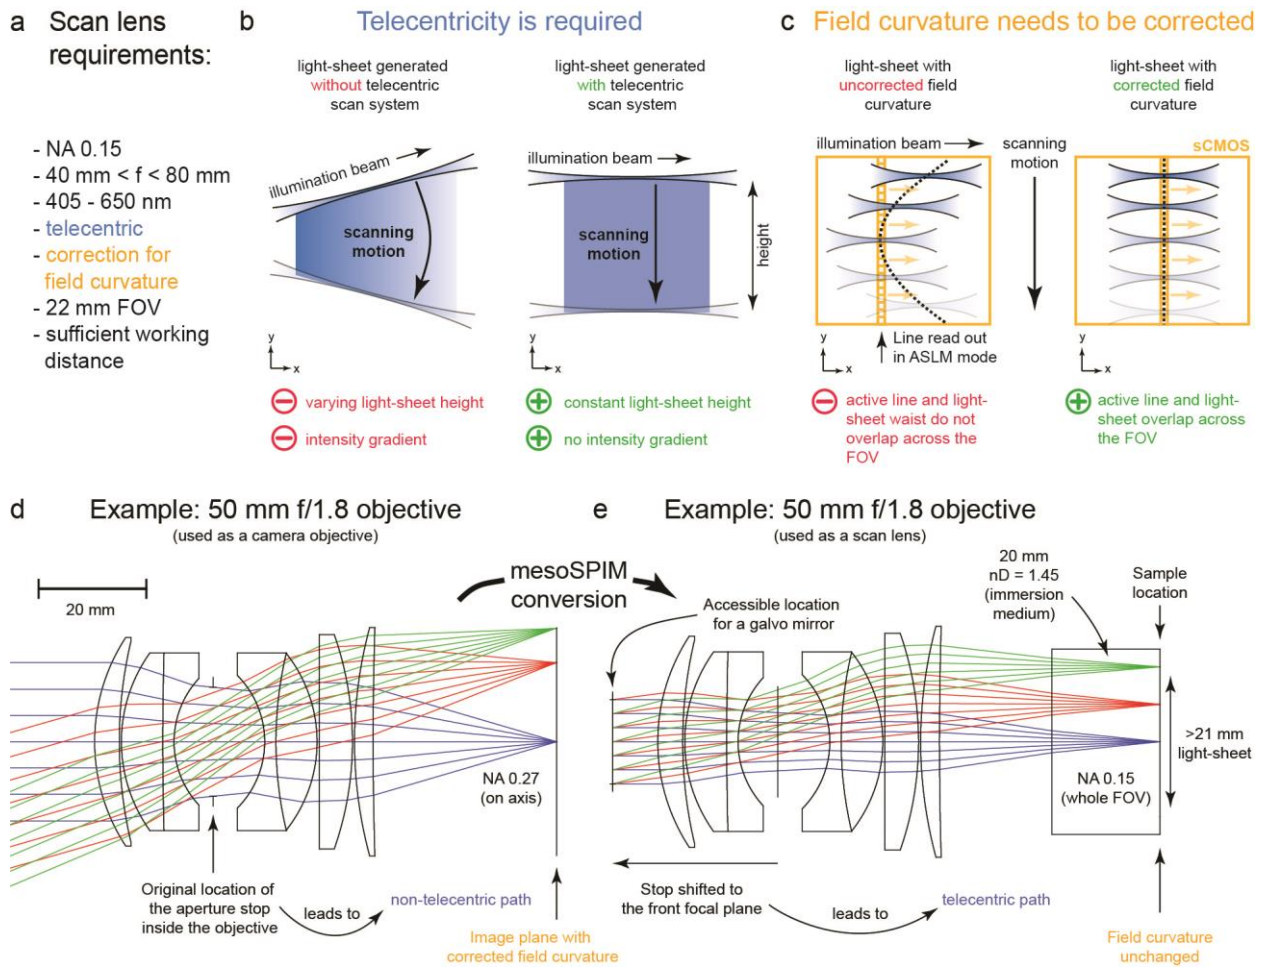 a Scan lens
requirements:
- NA 0.15
- 40 mm < f < 80 mm
- 405 - 650 nm
- telecentric
- correction for
field curvature
- 22 mm FOV
- sufficient working
distance
b Telecentricity is required
light-sheet generated
without telecentric
scan system
illumination beam
scanning
motion
y
x
varying light-sheet height
intensity gradient
light-sheet generated
with telecentric
scan system
illumination beam
scanning
motion
height
y
x
constant light-sheet height
no intensity gradient
c Field curvature needs to be corrected
light-sheet with
uncorrected field
curvature
illumination beam
scanning
motion
y
x
Line read out
in ASLM mode
active line and light-
sheet waist do not
overlap across the
FOV
light-sheet with
corrected field
curvature
sCMOS
y
x
active line and light-
sheet overlap across
the FOV
d Example: 50 mm f/1.8 objective
(used as a camera objective)
20 mm
NA 0.27
(on axis)
Original location of
the aperture stop
inside the objective
leads to
non-telecentric path
Image plane with
corrected field curvature
mesoSPIM
conversion
e Example: 50 mm f/1.8 objective
(used as a scan lens)
Accessible location
for a galvo mirror
20 mm
nD = 1.45
(immersion
medium)
Sample
location
>21 mm
light-sheet
NA 0.15
(whole FOV)
Stop shifted to
the front focal plane
leads to
telecentric path
Field curvature
unchanged